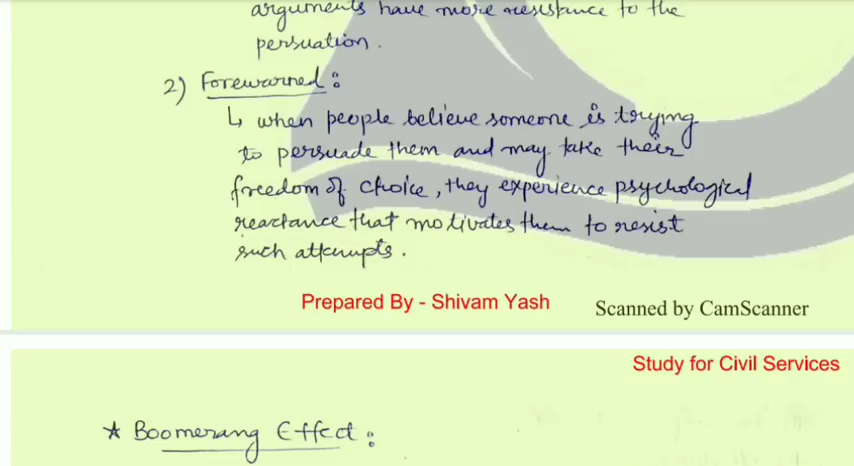 arguments have more resistance to the
persuation.
2) Forewarned :
↳ when people believe someone is trying
to persuade them and may take their
freedom of choice, they experience psychological
reactance that motivates them to resist
such attempts.
Prepared By - Shivam Yash
Scanned by CamScanner
Study for Civil Services
★ Boomerang Effect :